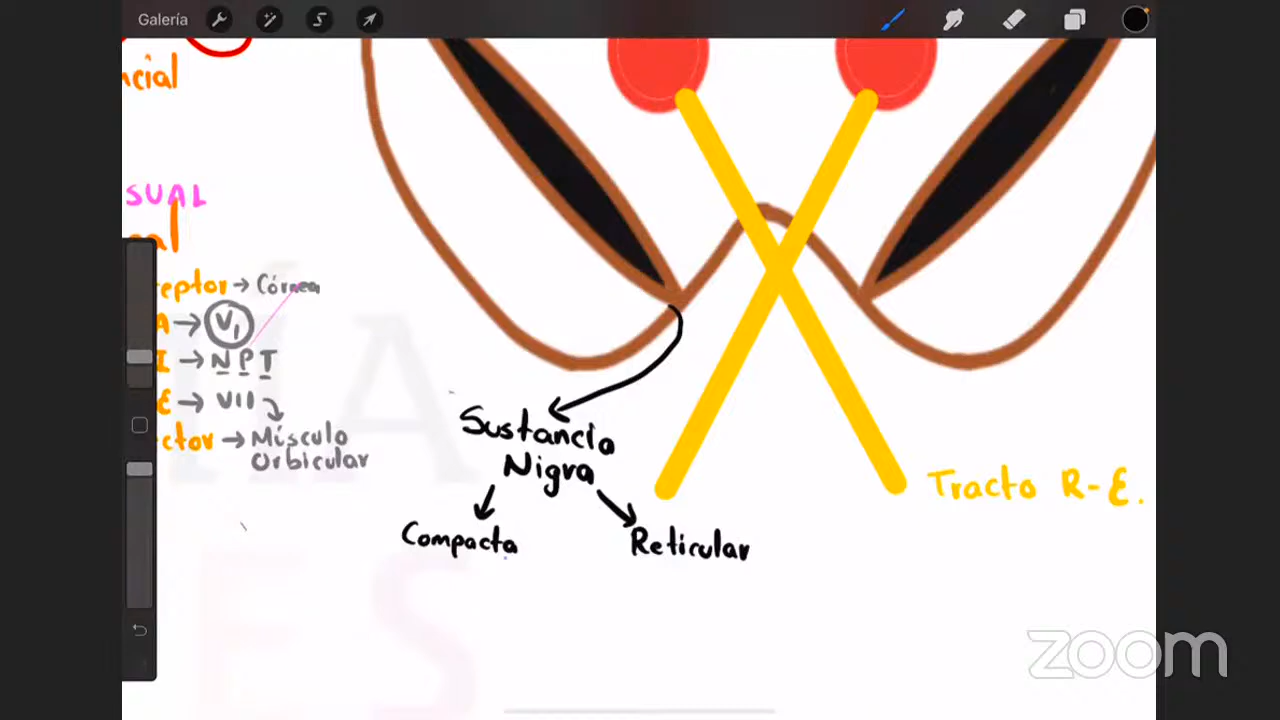 Galería
ncial
SUAL
eptor → Córnea
A → V₁
I → N P T
E → VII
ctor → Músculo
Orbicular
Sustancia
Nigra
Compacta
Reticular
Tracto R-E.
zoom